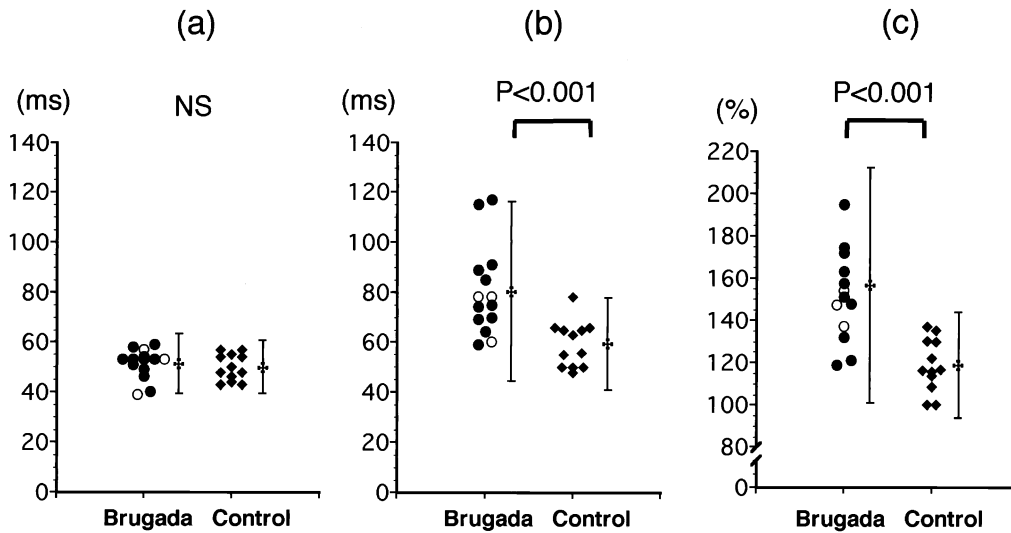 (a) (b) (c)
(ms) NS (ms) P<0.001 (%) P<0.001
140 140 220
120 120 200
100 100 180
80 80 160
60 60 140
40 40 120
20 20 100
0 0 80
0
Brugada Control Brugada Control Brugada Control